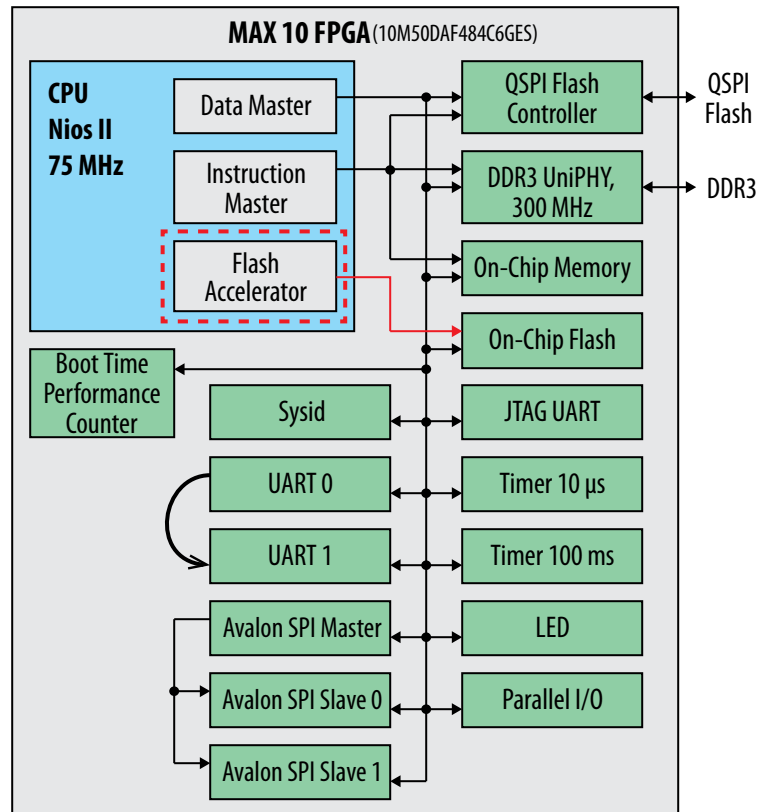 MAX 10 FPGA (10M50DAF484C6GES)
CPU
Nios II
75 MHz
Data Master
Instruction
Master
Flash
Accelerator
QSPI Flash
Controller
QSPI
Flash
DDR3 UniPHY,
300 MHz
DDR3
On-Chip Memory
On-Chip Flash
Boot Time
Performance
Counter
Sysid
JTAG UART
UART 0
Timer 10 µs
UART 1
Timer 100 ms
Avalon SPI Master
LED
Avalon SPI Slave 0
Parallel I/O
Avalon SPI Slave 1